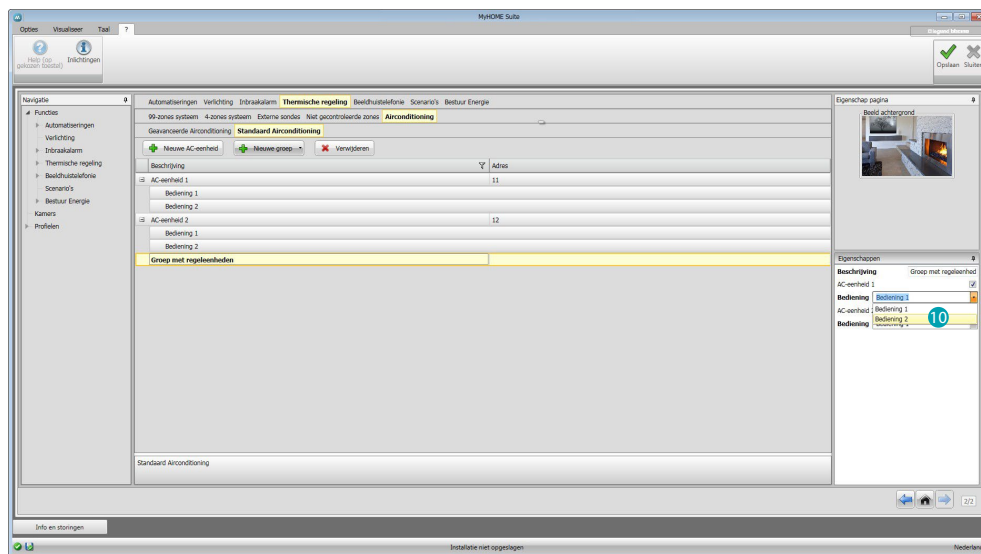 MyHOME Suite
Opties Visualiseer Taal ?
Help (op gekozen toestel)
Inlichtingen
Opslaan Sluiten
Navigatie
Functies
Automatiseringen
Verlichting
Inbraakalarm
Thermische regeling
Beeldhuistelefonie
Scenario's
Bestuur Energie
Kamers
Profielen
Automatiseringen Verlichting Inbraakalarm Thermische regeling Beeldhuistelefonie Scenario's Bestuur Energie
99-zones systeem 4-zones systeem Externe sondes Niet gecontroleerde zones Airconditioning
Geavanceerde Airconditioning Standaard Airconditioning
Nieuwe AC-eenheid Nieuwe groep Verwijderen
Beschrijving Adres
AC-eenheid 1 11
Bediening 1
Bediening 2
AC-eenheid 2 12
Bediening 1
Bediening 2
Groep met regeleenheden
Standaard Airconditioning
Eigenschap pagina
Beeld achtergrond
Eigenschappen
Beschrijving Groep met regeleenhed
AC-eenheid 1
Bediening Bediening 1
AC-eenheid
Bediening 1
Bediening 2
10
Bediening
2/2
Info en storingen
Installatie niet opgeslagen
Nederland